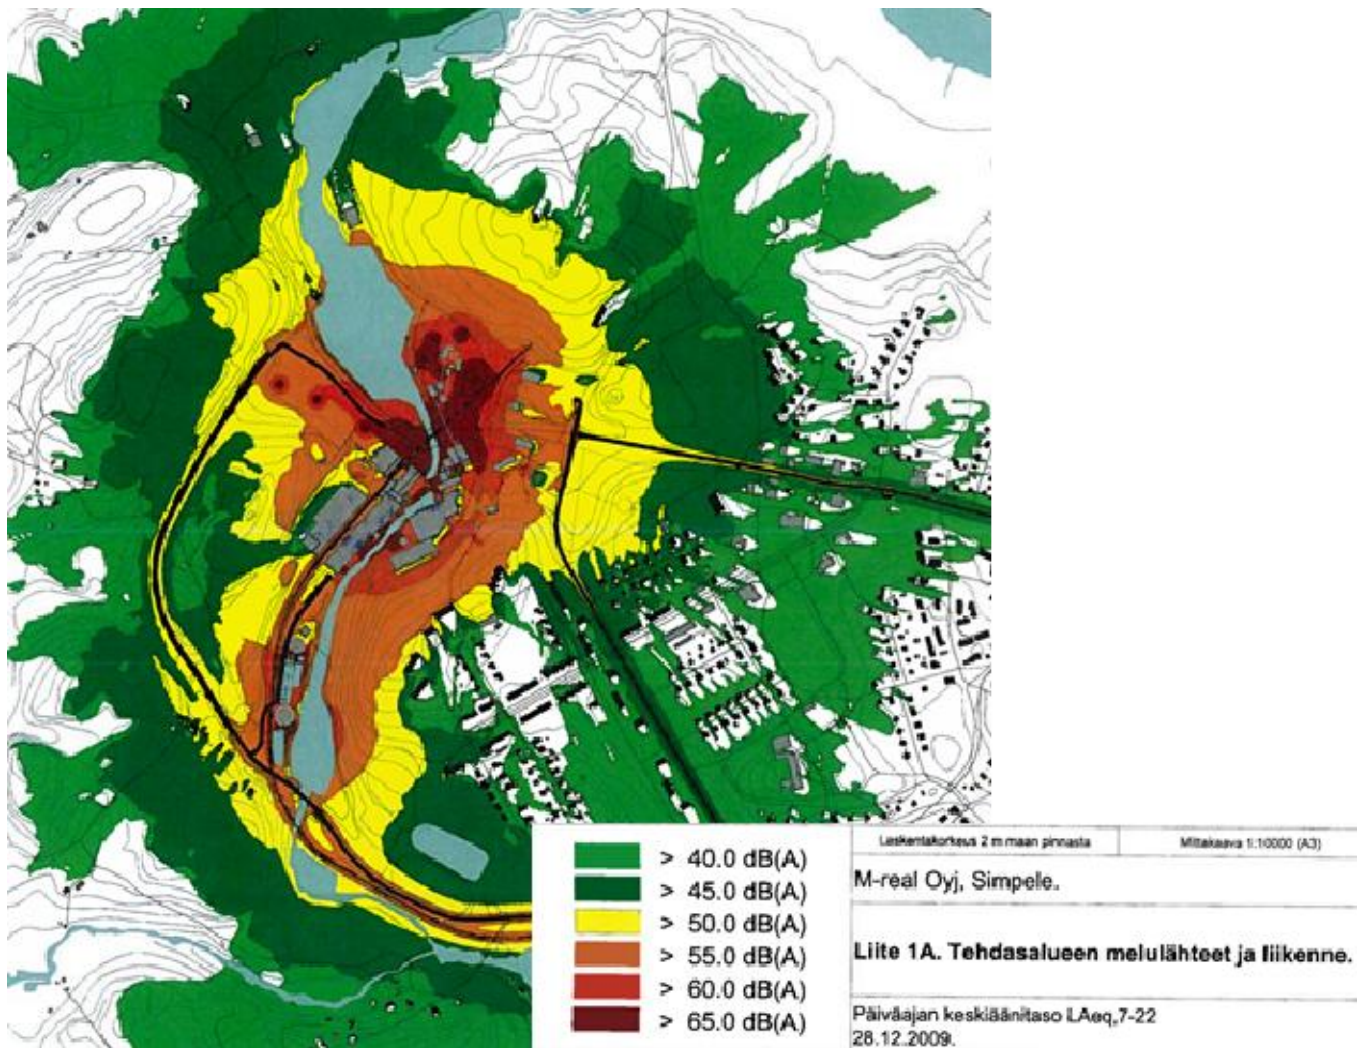 > 40.0 dB(A)
> 45.0 dB(A)
> 50.0 dB(A)
> 55.0 dB(A)
> 60.0 dB(A)
> 65.0 dB(A)
Laskentakorkeus 2 m maan pinnasta
Mittakaava 1:10000 (A3)
M-real Oyj, Simpele.
Liite 1A. Tehdasalueen melulähteet ja liikenne.
Päiväajan keskiäänitaso LAeq,7-22
28.12.2009.